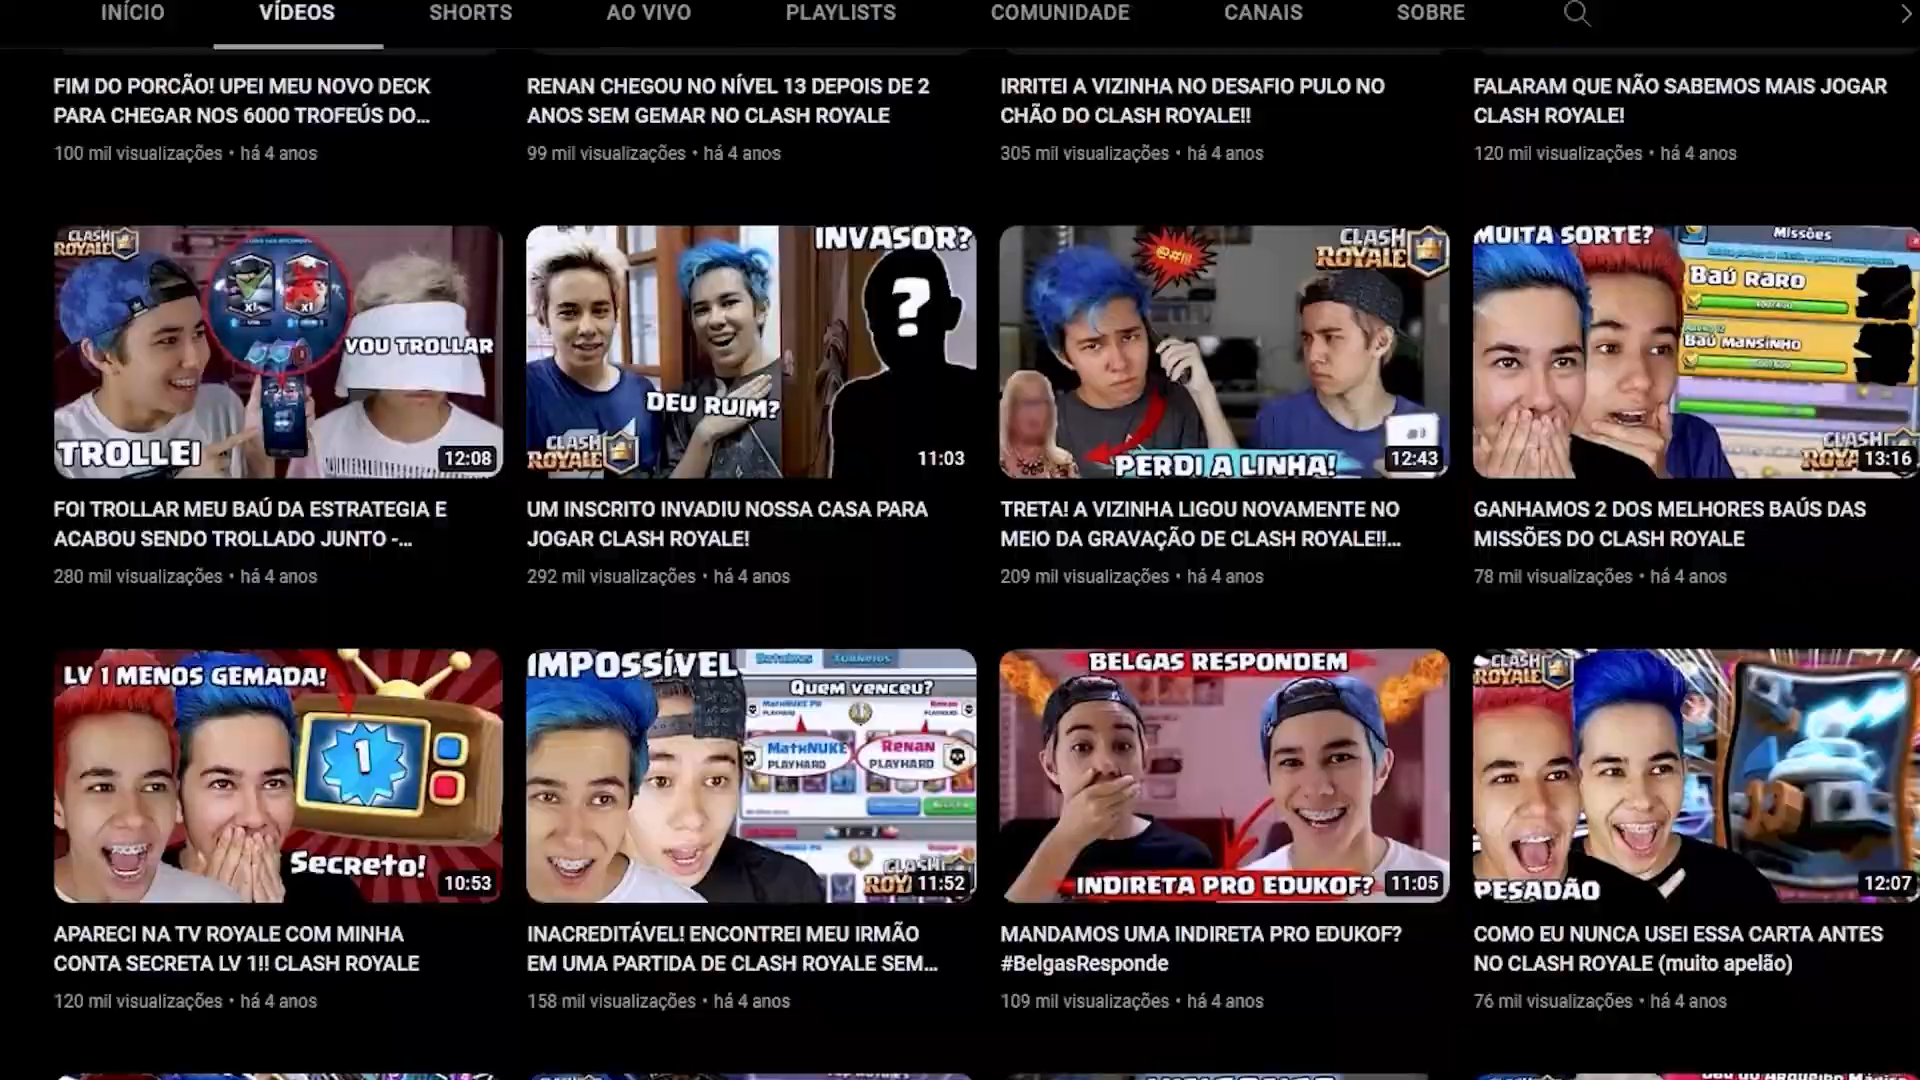 INÍCIO VÍDEOS SHORTS AO VIVO PLAYLISTS COMUNIDADE CANAIS SOBRE
FIM DO PORCÃO! UPEI MEU NOVO DECK
PARA CHEGAR NOS 6000 TROFEÚS DO...
100 mil visualizações • há 4 anos
RENAN CHEGOU NO NÍVEL 13 DEPOIS DE 2
ANOS SEM GEMAR NO CLASH ROYALE
99 mil visualizações • há 4 anos
IRRITEI A VIZINHA NO DESAFIO PULO NO
CHÃO DO CLASH ROYALE!!
305 mil visualizações • há 4 anos
FALARAM QUE NÃO SABEMOS MAIS JOGAR
CLASH ROYALE!
120 mil visualizações • há 4 anos
CLASH
ROYALE
x1 x1
VOU TROLLAR
TROLLEI
12:08
FOI TROLLAR MEU BAÚ DA ESTRATEGIA E
ACABOU SENDO TROLLADO JUNTO -...
280 mil visualizações • há 4 anos
INVASOR?
?
DEU RUIM?
CLASH
ROYALE
11:03
UM INSCRITO INVADIU NOSSA CASA PARA
JOGAR CLASH ROYALE!
292 mil visualizações • há 4 anos
@#!!!
CLASH
ROYALE
PERDI A LINHA!
12:43
TRETA! A VIZINHA LIGOU NOVAMENTE NO
MEIO DA GRAVAÇÃO DE CLASH ROYALE!!...
209 mil visualizações • há 4 anos
MUITA SORTE?
Missões
Baú Raro
Baú Mansinho
CLASH
ROYA
13:16
GANHAMOS 2 DOS MELHORES BAÚS DAS
MISSÕES DO CLASH ROYALE
78 mil visualizações • há 4 anos
LV 1 MENOS GEMADA!
1
Secreto!
10:53
APARECI NA TV ROYALE COM MINHA
CONTA SECRETA LV 1!! CLASH ROYALE
120 mil visualizações • há 4 anos
IMPOSSÍVEL
Batalhas Torneios
Quem venceu?
MathNUKE Renan
PLAYHARD PLAYHARD
CLASH
ROY
11:52
INACREDITÁVEL! ENCONTREI MEU IRMÃO
EM UMA PARTIDA DE CLASH ROYALE SEM...
158 mil visualizações • há 4 anos
BELGAS RESPONDEM
INDIRETA PRO EDUKOF?
11:05
MANDAMOS UMA INDIRETA PRO EDUKOF?
#BelgasResponde
109 mil visualizações • há 4 anos
CLASH
ROYALE
PESADÃO
12:07
COMO EU NUNCA USEI ESSA CARTA ANTES
NO CLASH ROYALE (muito apelão)
76 mil visualizações • há 4 anos